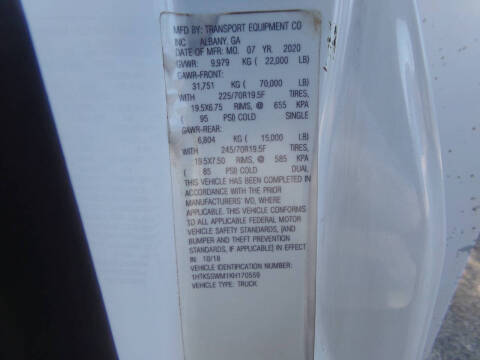 MFD BY: TRANSPORT EQUIPMENT CO
INC ALBANY, GA
DATE OF MFG: MO. 07 YR. 2020
GVWR: 9,979 KG ( 22,000 LB)
GAWR-FRONT:
31,751 KG ( 70,000 LB)
WITH 225/70R19.5F TIRES,
19.5X6.75 RIMS, @ 655 KPA
( 95 PSI) COLD SINGLE
GAWR-REAR:
6,804 KG ( 15,000 LB)
WITH 245/70R19.5F TIRES,
19.5X7.50 RIMS, @ 585 KPA
( 85 PSI) COLD DUAL
THIS VEHICLE HAS BEEN COMPLETED IN
ACCORDANCE WITH THE PRIOR
MANUFACTURERS' IVD, WHERE
APPLICABLE. THIS VEHICLE CONFORMS
TO ALL APPLICABLE FEDERAL MOTOR
VEHICLE SAFETY STANDARDS, [AND
BUMPER AND THEFT PREVENTION
STANDARDS, IF APPLICABLE] IN EFFECT
IN 10/18
VEHICLE IDENTIFICATION NUMBER:
1HTKSSWM1KH170559
VEHICLE TYPE: TRUCK